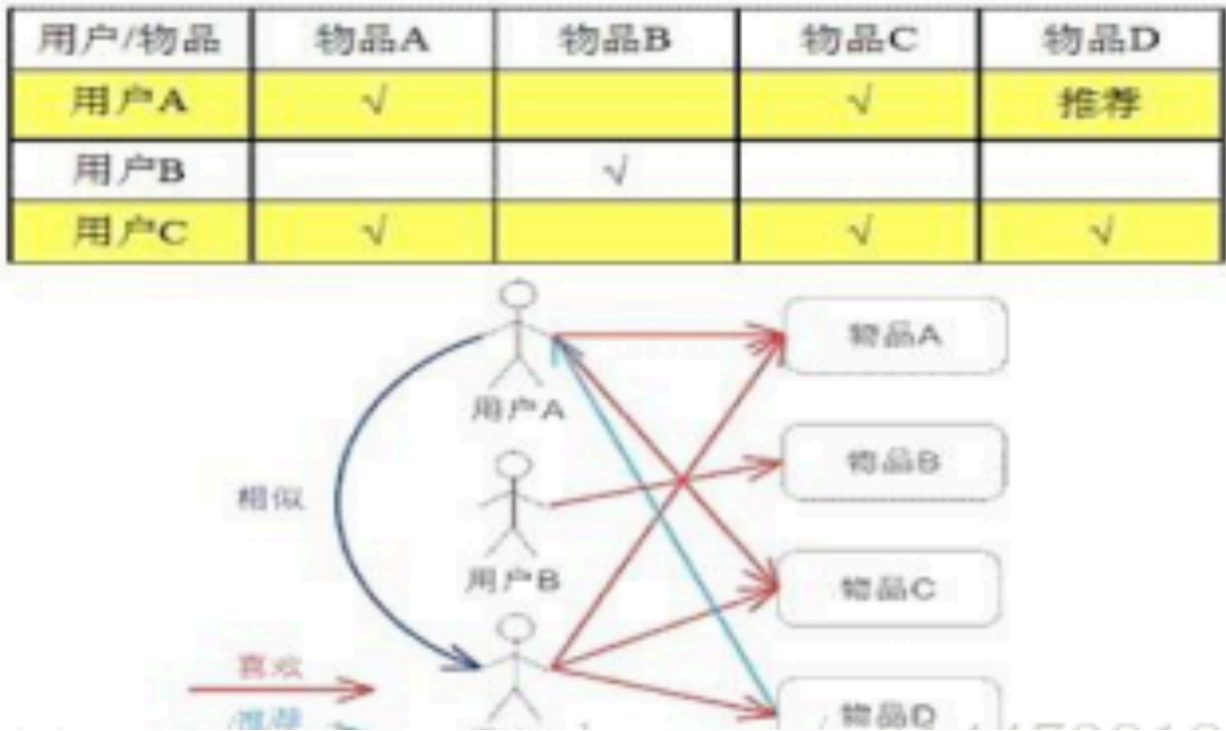 用户/物品 物品A 物品B 物品C 物品D
用户A √ √ 推荐
用户B √
用户C √ √ √
物品A
用户A
物品B
相似
用户B
物品C
喜欢
推荐
物品D